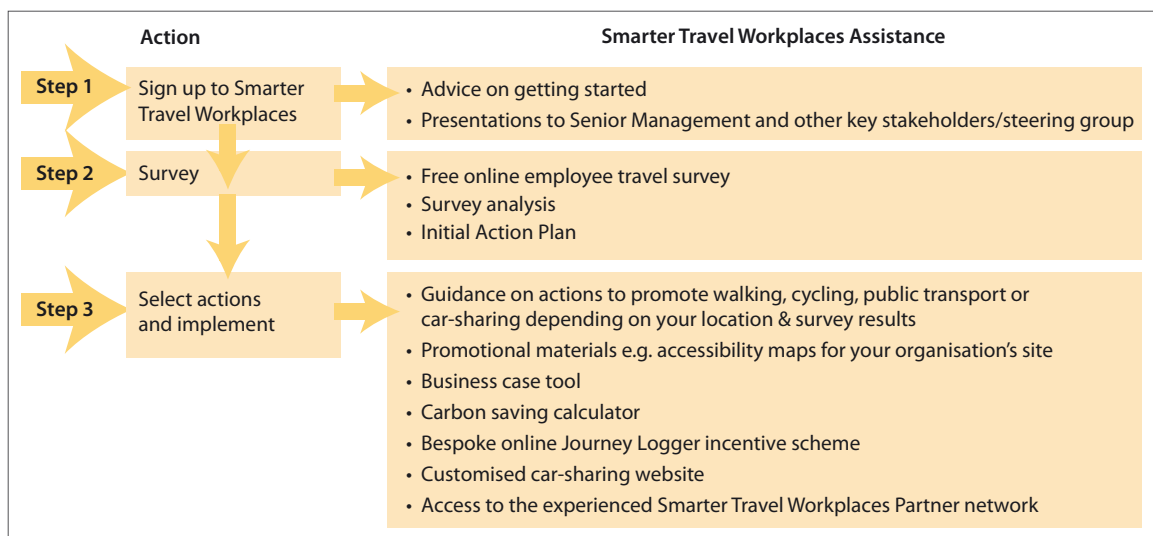 Action
Smarter Travel Workplaces Assistance
Step 1
Sign up to Smarter
Travel Workplaces
• Advice on getting started
• Presentations to Senior Management and other key stakeholders/steering group
Step 2
Survey
• Free online employee travel survey
• Survey analysis
• Initial Action Plan
Step 3
Select actions
and implement
• Guidance on actions to promote walking, cycling, public transport or
car-sharing depending on your location & survey results
• Promotional materials e.g. accessibility maps for your organisation's site
• Business case tool
• Carbon saving calculator
• Bespoke online Journey Logger incentive scheme
• Customised car-sharing website
• Access to the experienced Smarter Travel Workplaces Partner network